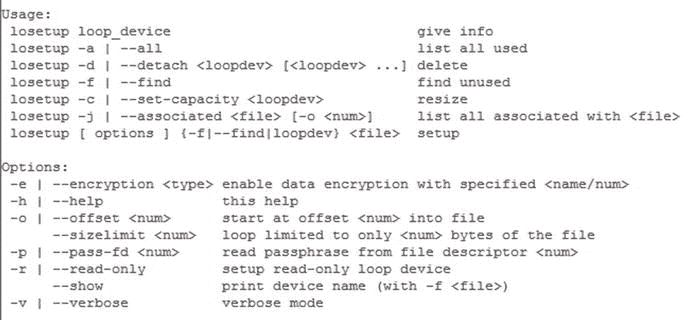 Usage:
losetup loop_device give info
losetup -a | --all list all used
losetup -d | --detach <loopdev> [<loopdev> ...] delete
losetup -f | --find find unused
losetup -c | --set-capacity <loopdev> resize
losetup -j | --associated <file> [-o <num>] list all associated with <file>
losetup [ options ] {-f|--find|loopdev} <file> setup
Options:
-e | --encryption <type> enable data encryption with specified <name/num>
-h | --help this help
-o | --offset <num> start at offset <num> into file
--sizelimit <num> loop limited to only <num> bytes of the file
-p | --pass-fd <num> read passphrase from file descriptor <num>
-r | --read-only setup read-only loop device
--show print device name (with -f <file>)
-v | --verbose verbose mode